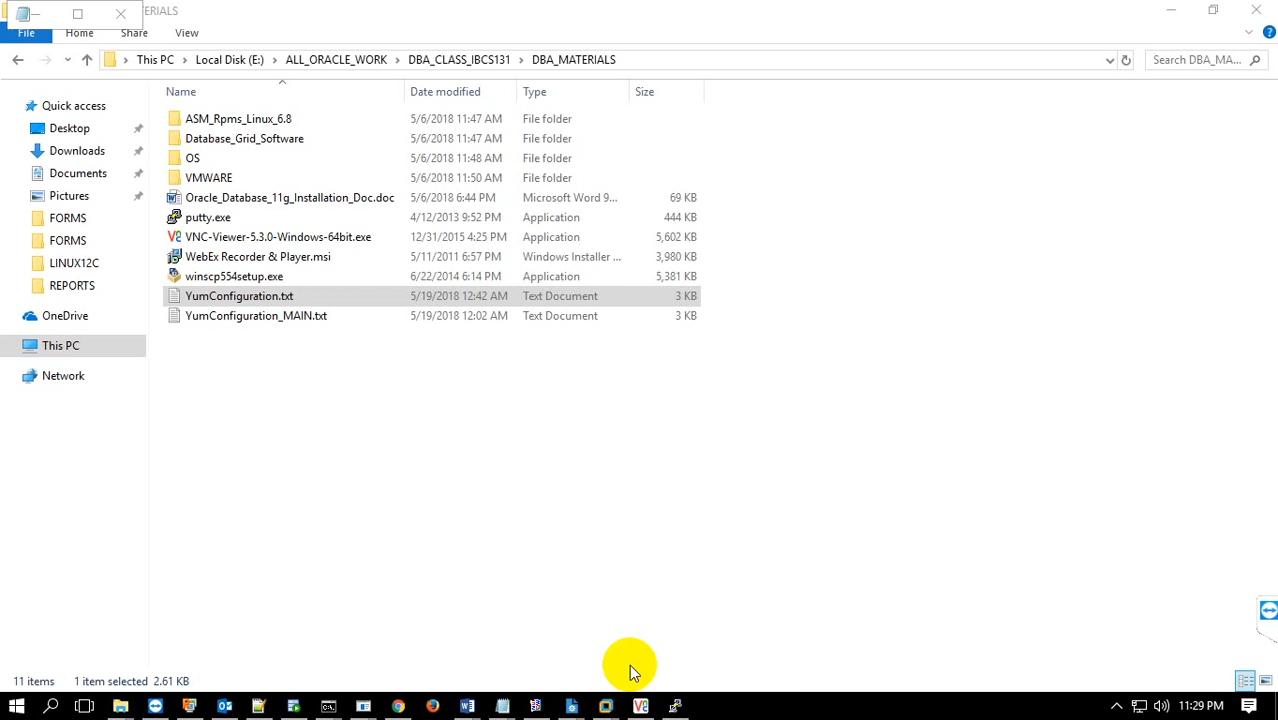 ERIALS
File Home Share View
This PC Local Disk (E:) ALL_ORACLE_WORK DBA_CLASS_IBCS131 DBA_MATERIALS Search DBA_MA...
Name Date modified Type Size
Quick access
Desktop
Downloads
Documents
Pictures
FORMS
FORMS
LINUX12C
REPORTS
OneDrive
This PC
Network
ASM_Rpms_Linux_6.8 5/6/2018 11:47 AM File folder
Database_Grid_Software 5/6/2018 11:47 AM File folder
OS 5/6/2018 11:48 AM File folder
VMWARE 5/6/2018 11:50 AM File folder
Oracle_Database_11g_Installation_Doc.doc 5/6/2018 6:44 PM Microsoft Word 9... 69 KB
putty.exe 4/12/2013 9:52 PM Application 444 KB
VNC-Viewer-5.3.0-Windows-64bit.exe 12/31/2015 4:25 PM Application 5,602 KB
WebEx Recorder & Player.msi 5/11/2011 6:57 PM Windows Installer ... 3,980 KB
winscp554setup.exe 6/22/2014 6:14 PM Application 5,381 KB
YumConfiguration.txt 5/19/2018 12:42 AM Text Document 3 KB
YumConfiguration_MAIN.txt 5/19/2018 12:02 AM Text Document 3 KB
11 items 1 item selected 2.61 KB
11:29 PM